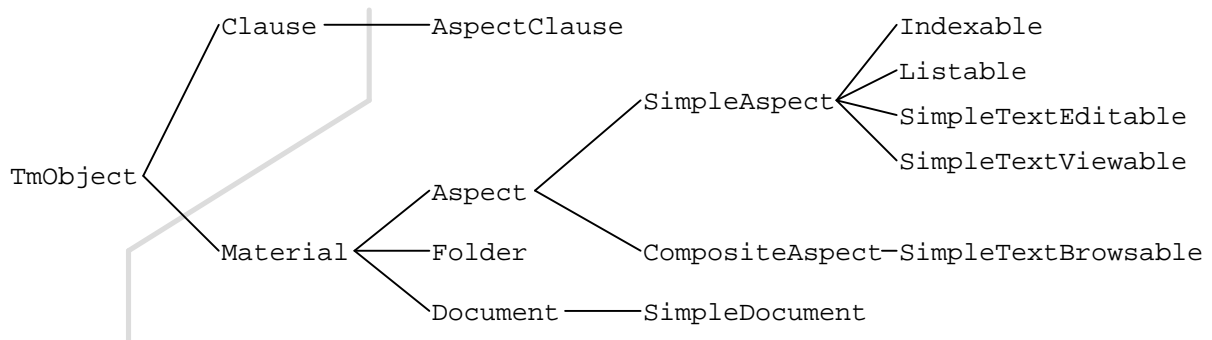 Clause AspectClause Indexable
Listable
SimpleAspect
SimpleTextEditable
SimpleTextViewable
TmObject
Aspect
Material Folder CompositeAspect SimpleTextBrowsable
Document SimpleDocument